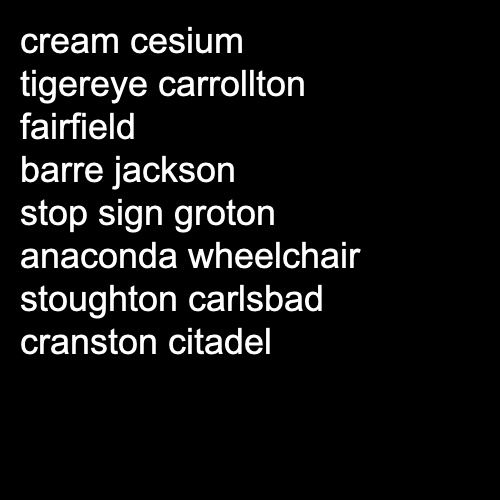 cream cesium
tigereye carrollton
fairfield
barre jackson
stop sign groton
anaconda wheelchair
stoughton carlsbad
cranston citadel